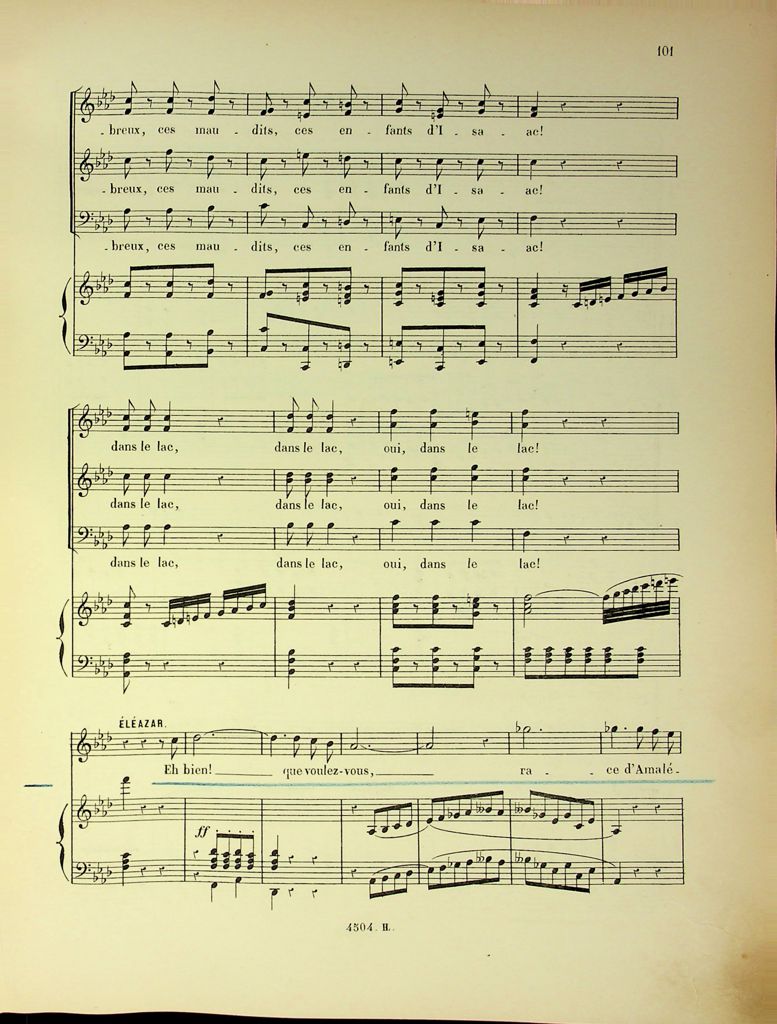 101
- breux, ces mau - dits, ces en - fants d'I - sa - ac!
- breux, ces mau - dits, ces en - fants d'I - sa - ac!
- breux, ces mau - dits, ces en - fants d'I - sa - ac!
dans le lac, dans le lac, oui, dans le lac!
dans le lac, dans le lac, oui, dans le lac!
dans le lac, dans le lac, oui, dans le lac!
ÉLÉAZAR.
Eh bien! que voulez-vous, ra - ce d'Amalé -
ff
4504. H.